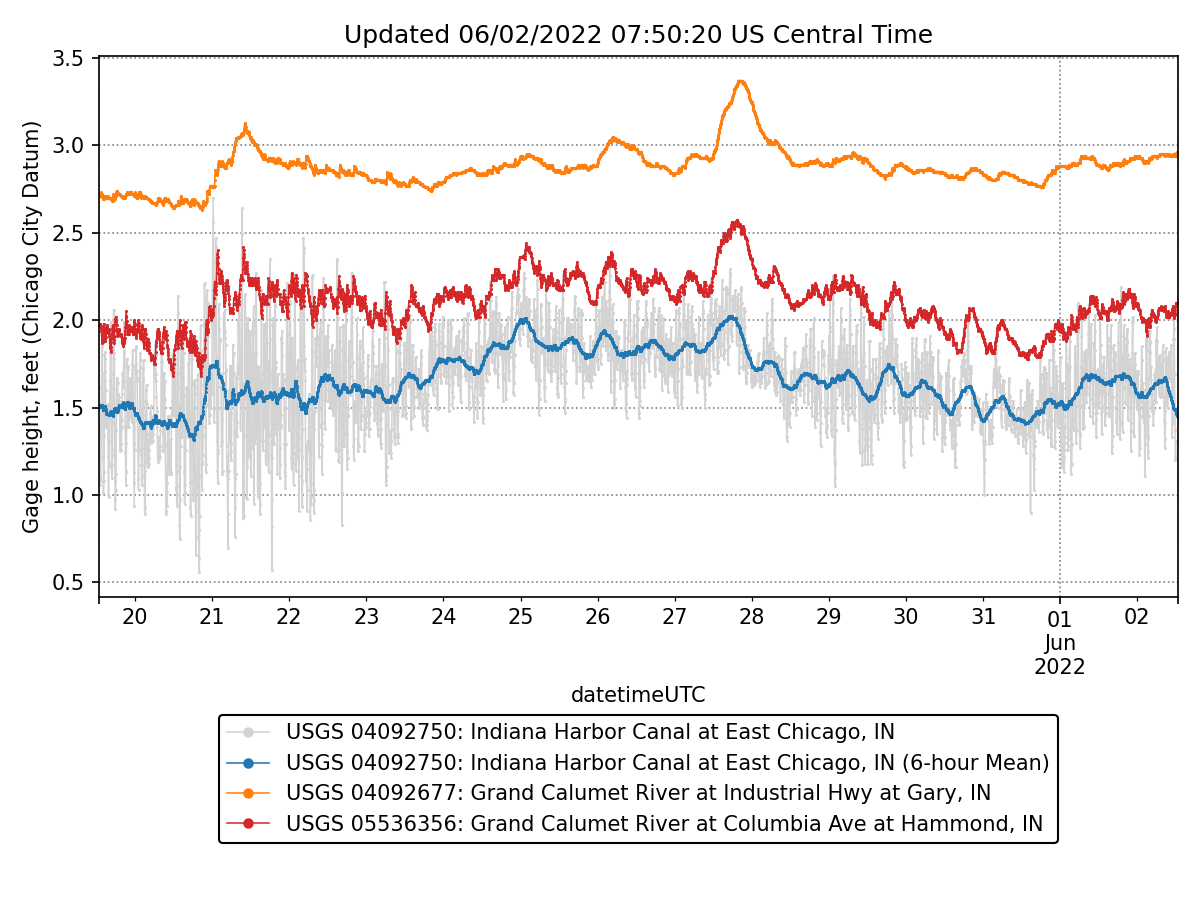 Updated 06/02/2022 07:50:20 US Central Time
Gage height, feet (Chicago City Datum)
3.5
3.0
2.5
2.0
1.5
1.0
0.5
20 21 22 23 24 25 26 27 28 29 30 31 01 02
Jun
2022
datetimeUTC
USGS 04092750: Indiana Harbor Canal at East Chicago, IN
USGS 04092750: Indiana Harbor Canal at East Chicago, IN (6-hour Mean)
USGS 04092677: Grand Calumet River at Industrial Hwy at Gary, IN
USGS 05536356: Grand Calumet River at Columbia Ave at Hammond, IN